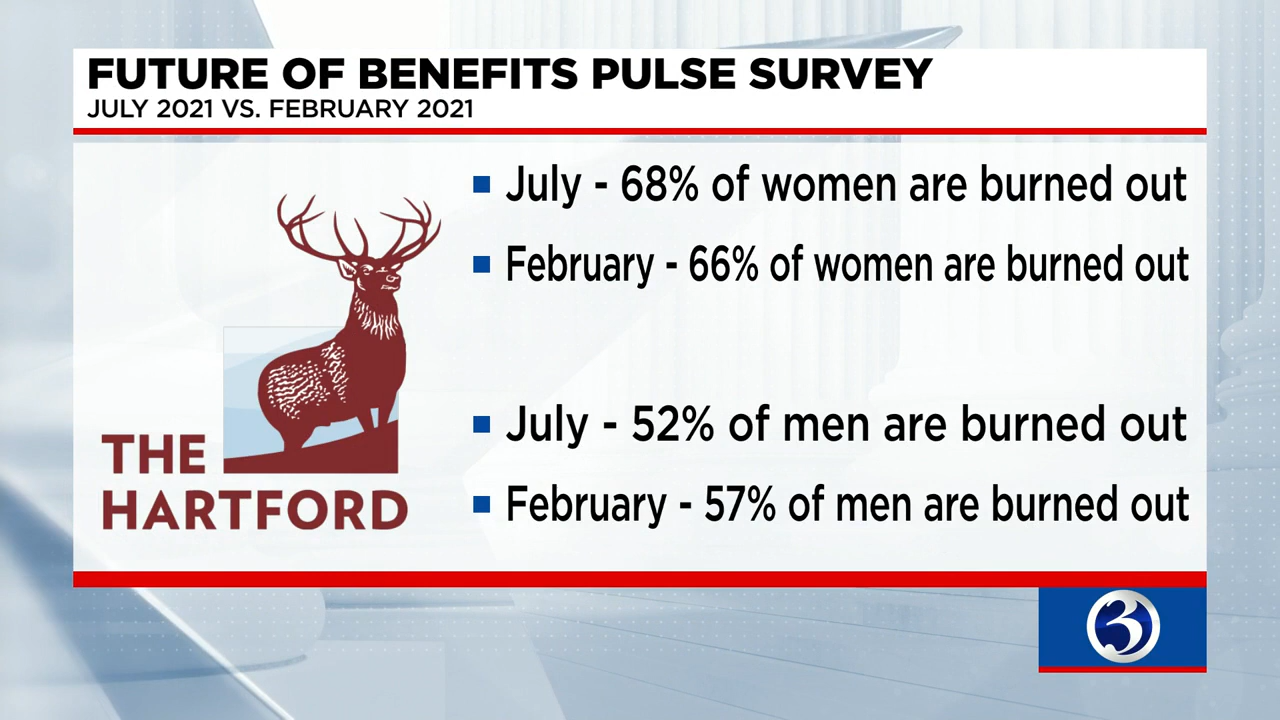 FUTURE OF BENEFITS PULSE SURVEY
JULY 2021 VS. FEBRUARY 2021
July - 68% of women are burned out
February - 66% of women are burned out
July - 52% of men are burned out
February - 57% of men are burned out
THE
HARTFORD
3